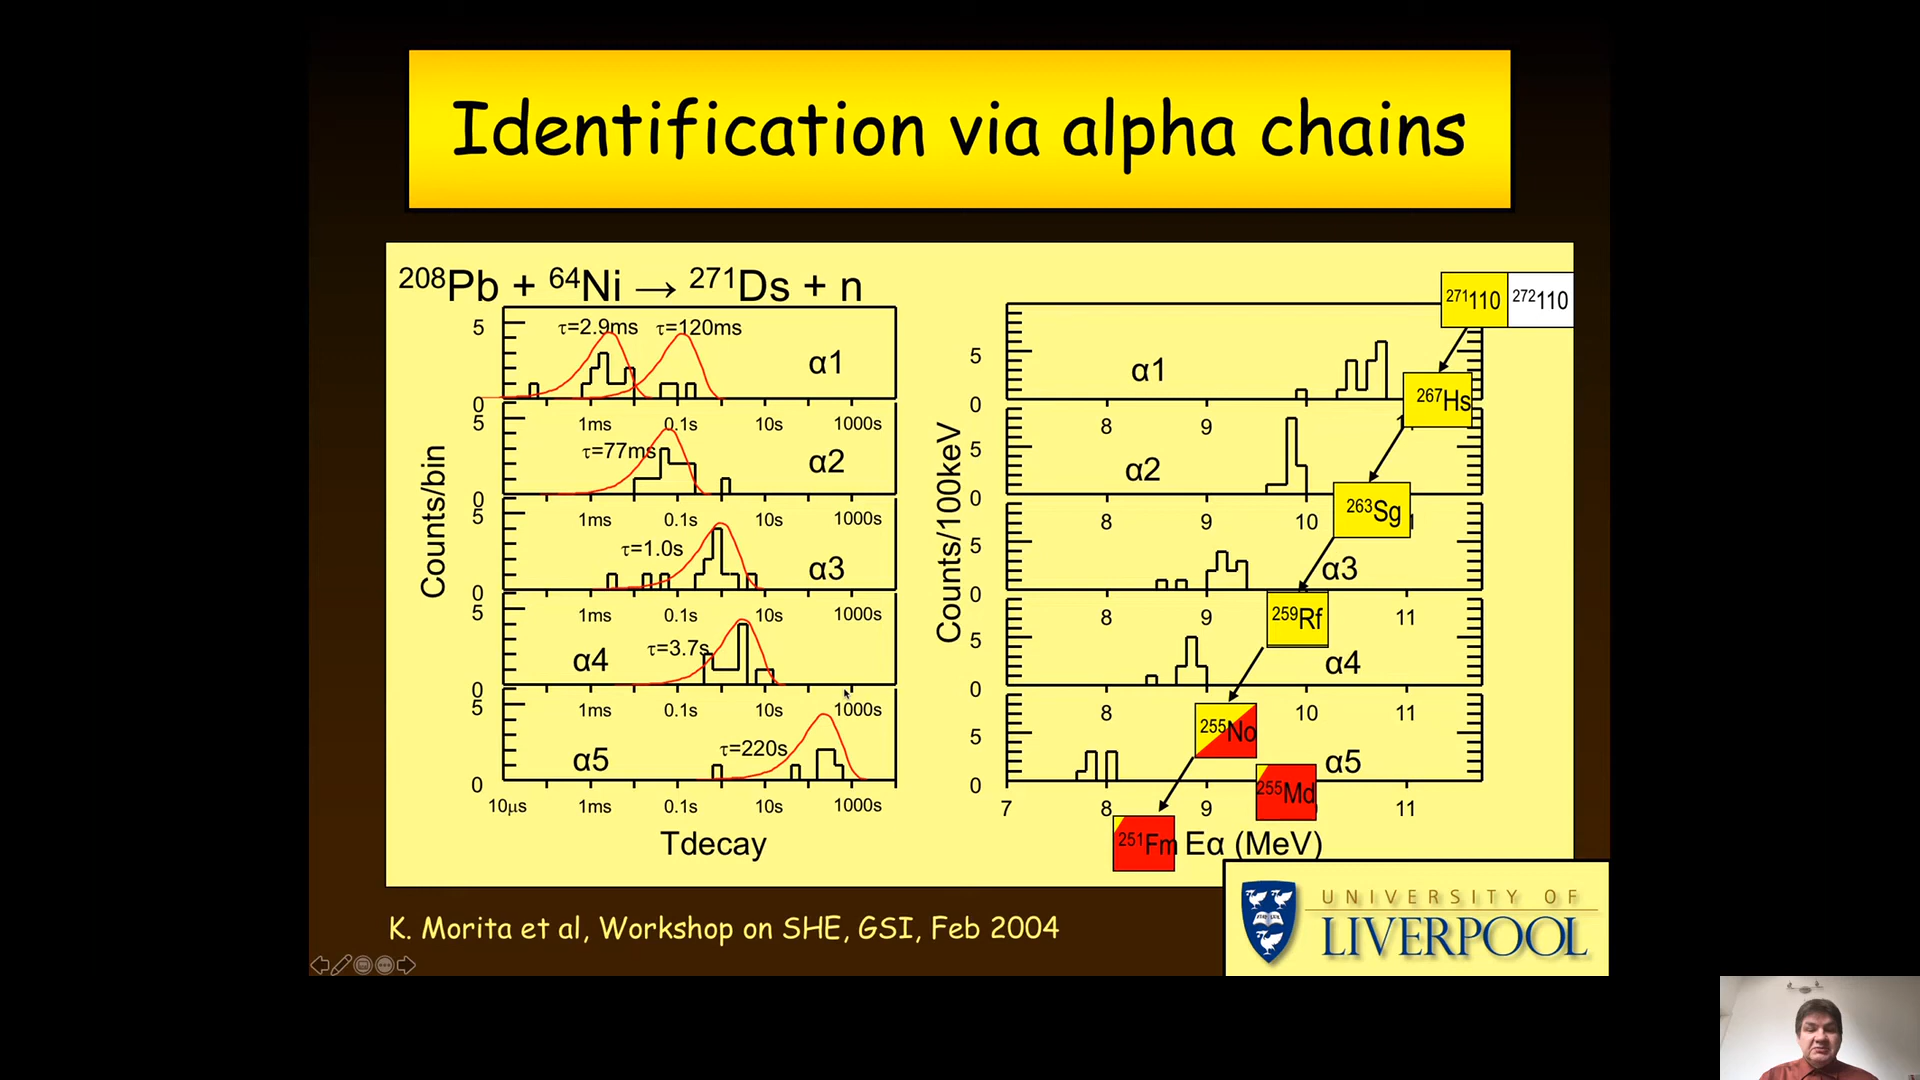 Identification via alpha chains
²⁰⁸Pb + ⁶⁴Ni → ²⁷¹Ds + n
τ=2.9ms τ=120ms
α1
5
0
1ms 0.1s 10s 1000s
τ=77ms
α2
5
0
1ms 0.1s 10s 1000s
τ=1.0s
α3
5
0
1ms 0.1s 10s 1000s
τ=3.7s
α4
5
0
1ms 0.1s 10s 1000s
τ=220s
α5
5
0
10μs 1ms 0.1s 10s 1000s
Counts/bin
Tdecay
α1
5
0
8 9
α2
5
0
8 9 10
α3
5
0
8 9 11
α4
5
0
8 10 11
α5
5
0
7 8 9 11
Counts/100keV
Eα (MeV)
²⁷¹110 ²⁷²110
²⁶⁷Hs
²⁶³Sg
²⁵⁹Rf
²⁵⁵No
²⁵⁵Md
²⁵¹Fm
K. Morita et al, Workshop on SHE, GSI, Feb 2004
UNIVERSITY OF
LIVERPOOL